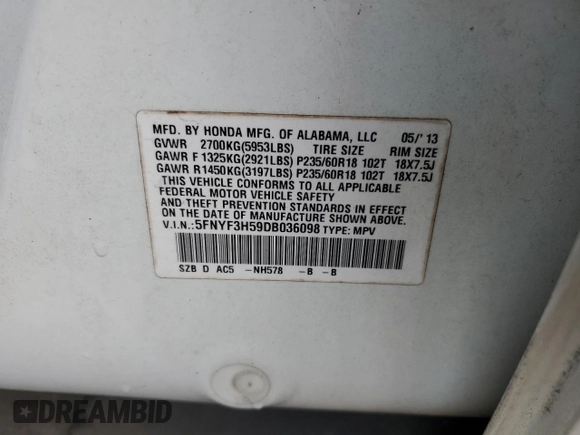 MFD. BY HONDA MFG. OF ALABAMA, LLC 05/'13
GVWR 2700KG(5953LBS) TIRE SIZE RIM SIZE
GAWR F 1325KG(2921LBS) P235/60R18 102T 18X7.5J
GAWR R 1450KG(3197LBS) P235/60R18 102T 18X7.5J
THIS VEHICLE CONFORMS TO ALL APPLICABLE
FEDERAL MOTOR VEHICLE SAFETY
AND THEFT PREVENTION STANDARDS IN EFFECT
ON THE DATE OF MANUFACTURE SHOWN ABOVE.
V.I.N.: 5FNYF3H59DB036098 TYPE: MPV
SZB D AC5 -NH578 -B -B
DREAMBID